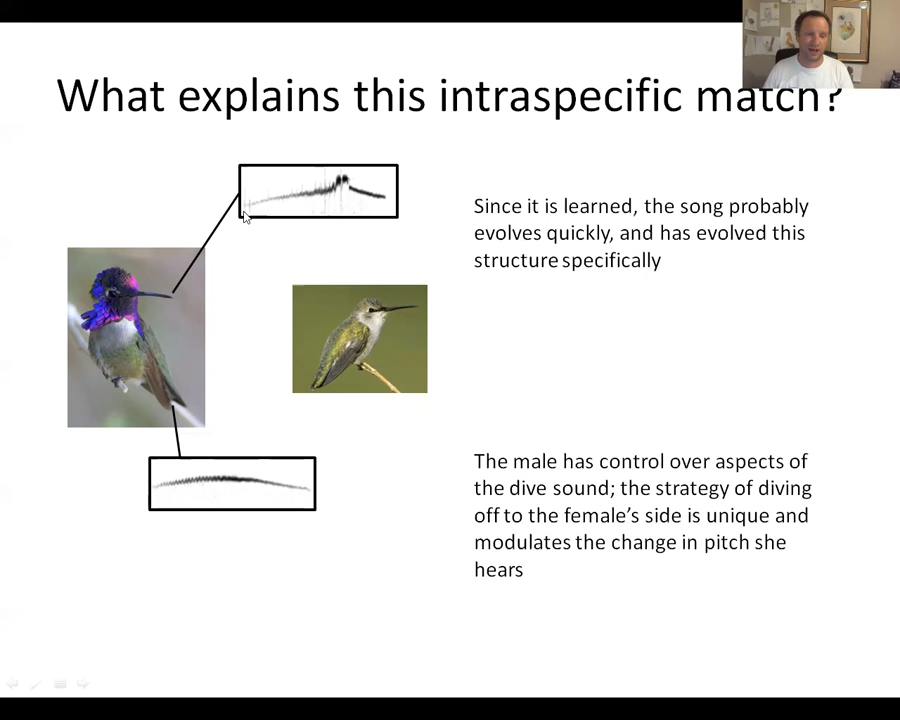 What explains this intraspecific match?
Since it is learned, the song probably
evolves quickly, and has evolved this
structure specifically
The male has control over aspects of
the dive sound; the strategy of diving
off to the female’s side is unique and
modulates the change in pitch she
hears